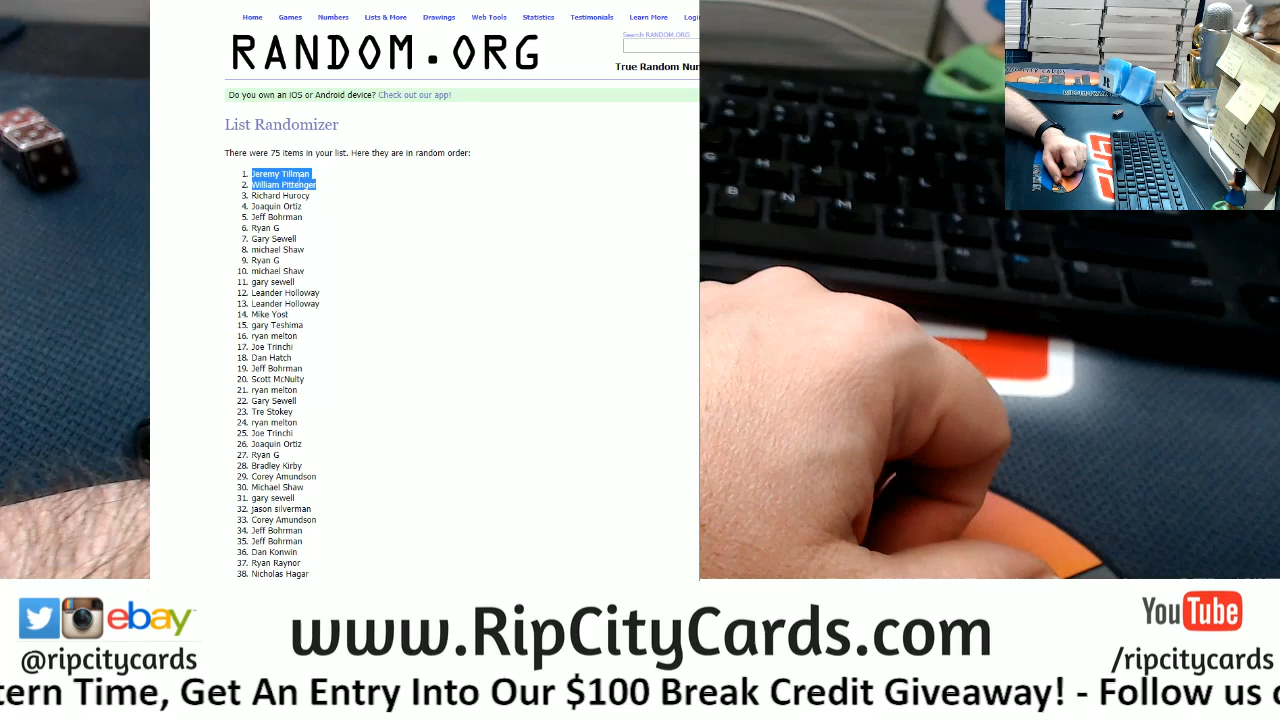 Home Games Numbers Lists & More Drawings Web Tools Statistics Testimonials Learn More Login
RANDOM.ORG
Search RANDOM.ORG
True Random Num
Do you own an iOS or Android device? Check out our app!
List Randomizer
There were 75 items in your list. Here they are in random order:
1. Jeremy Tillman
2. William Pittenger
3. Richard Hurocy
4. Joaquin Ortiz
5. Jeff Bohrman
6. Ryan G
7. Gary Sewell
8. michael Shaw
9. Ryan G
10. michael Shaw
11. gary sewell
12. Leander Holloway
13. Leander Holloway
14. Mike Yost
15. gary Teshima
16. ryan melton
17. Joe Trinchi
18. Dan Hatch
19. Jeff Bohrman
20. Scott McNulty
21. ryan melton
22. Gary Sewell
23. Tre Stokey
24. ryan melton
25. Joe Trinchi
26. Joaquin Ortiz
27. Ryan G
28. Bradley Kirby
29. Corey Amundson
30. Michael Shaw
31. gary sewell
32. jason silverman
33. Corey Amundson
34. Jeff Bohrman
35. Jeff Bohrman
36. Dan Konwin
37. Ryan Raynor
38. Nicholas Hagar
ebay
@ripcitycards
www.RipCityCards.com
YouTube
/ripcitycards
tern Time, Get An Entry Into Our $100 Break Credit Giveaway! - Follow us o